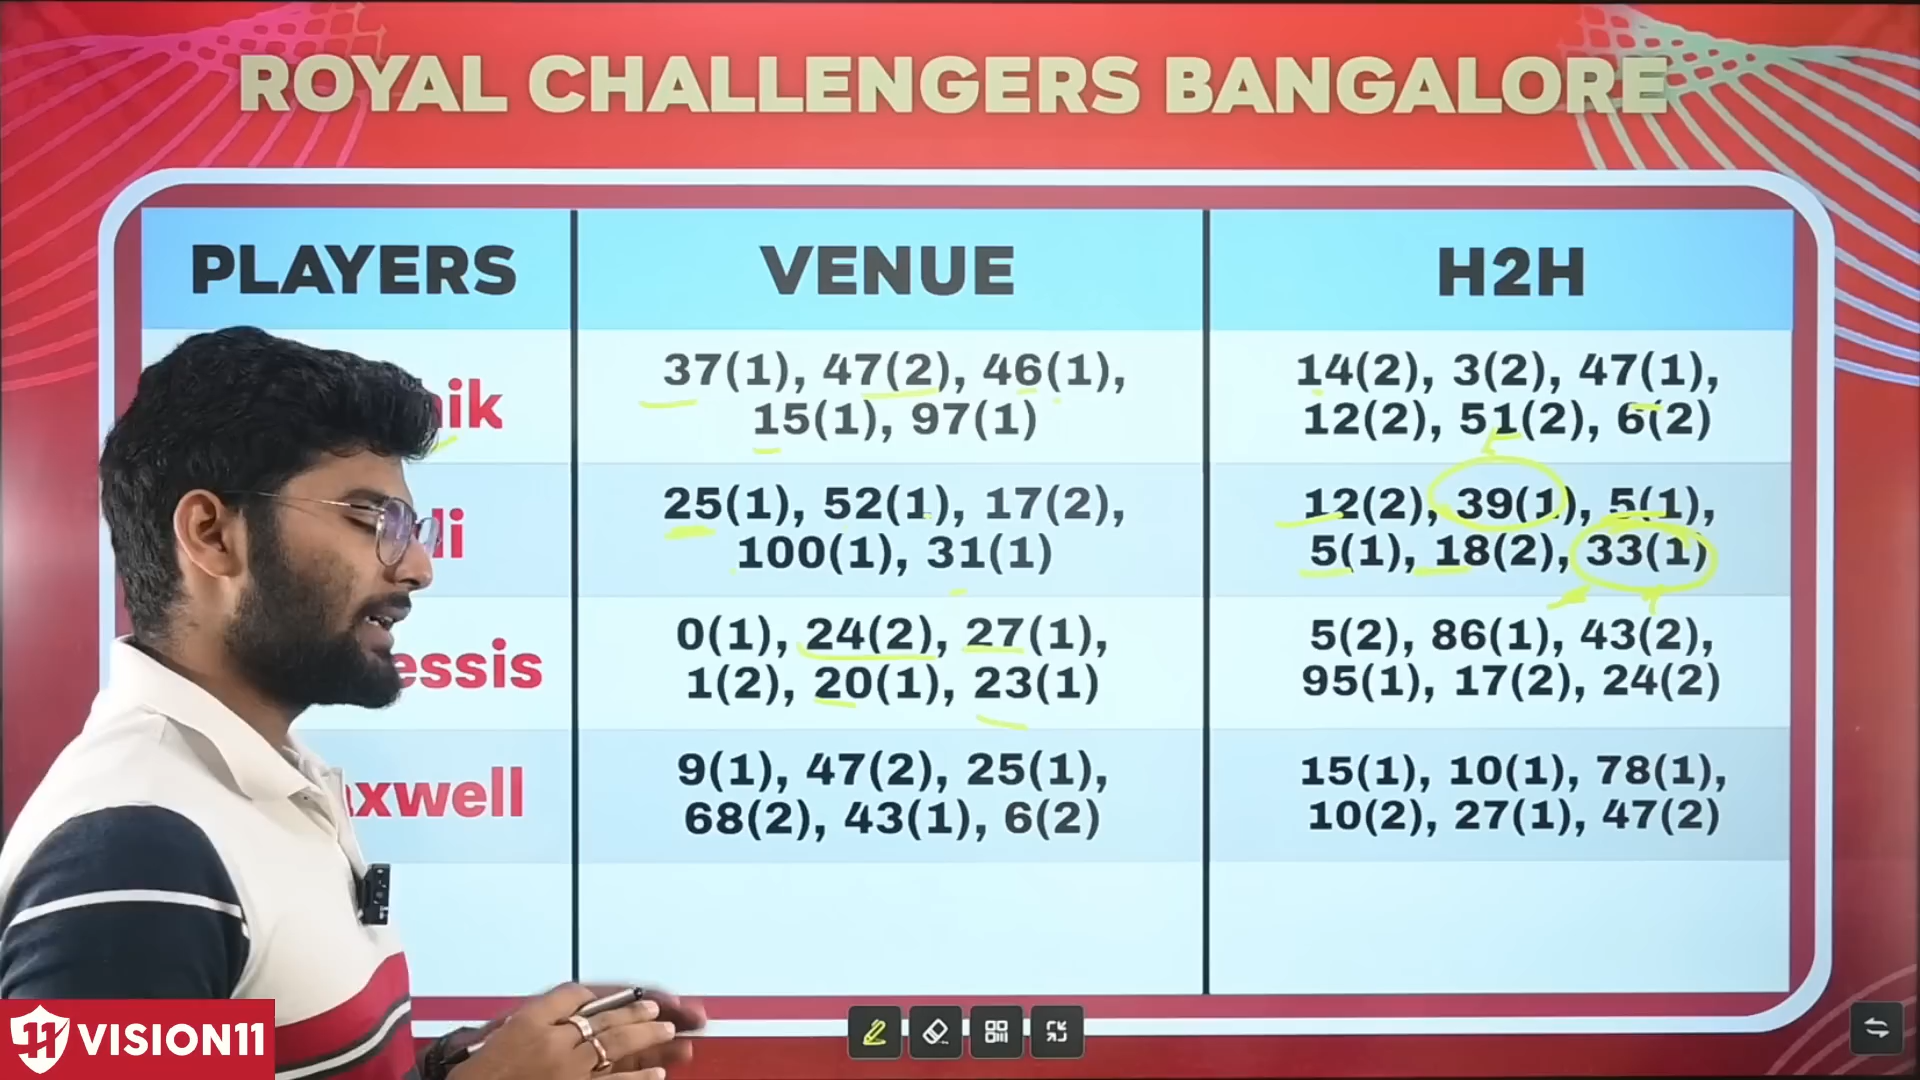 ROYAL CHALLENGERS BANGALORE
PLAYERS VENUE H2H
37(1), 47(2), 46(1),
15(1), 97(1)
14(2), 3(2), 47(1),
12(2), 51(2), 6(2)
25(1), 52(1), 17(2),
100(1), 31(1)
12(2), 39(1), 5(1),
5(1), 18(2), 33(1)
essis
0(1), 24(2), 27(1),
1(2), 20(1), 23(1)
5(2), 86(1), 43(2),
95(1), 17(2), 24(2)
xwell
9(1), 47(2), 25(1),
68(2), 43(1), 6(2)
15(1), 10(1), 78(1),
10(2), 27(1), 47(2)
11 VISION11